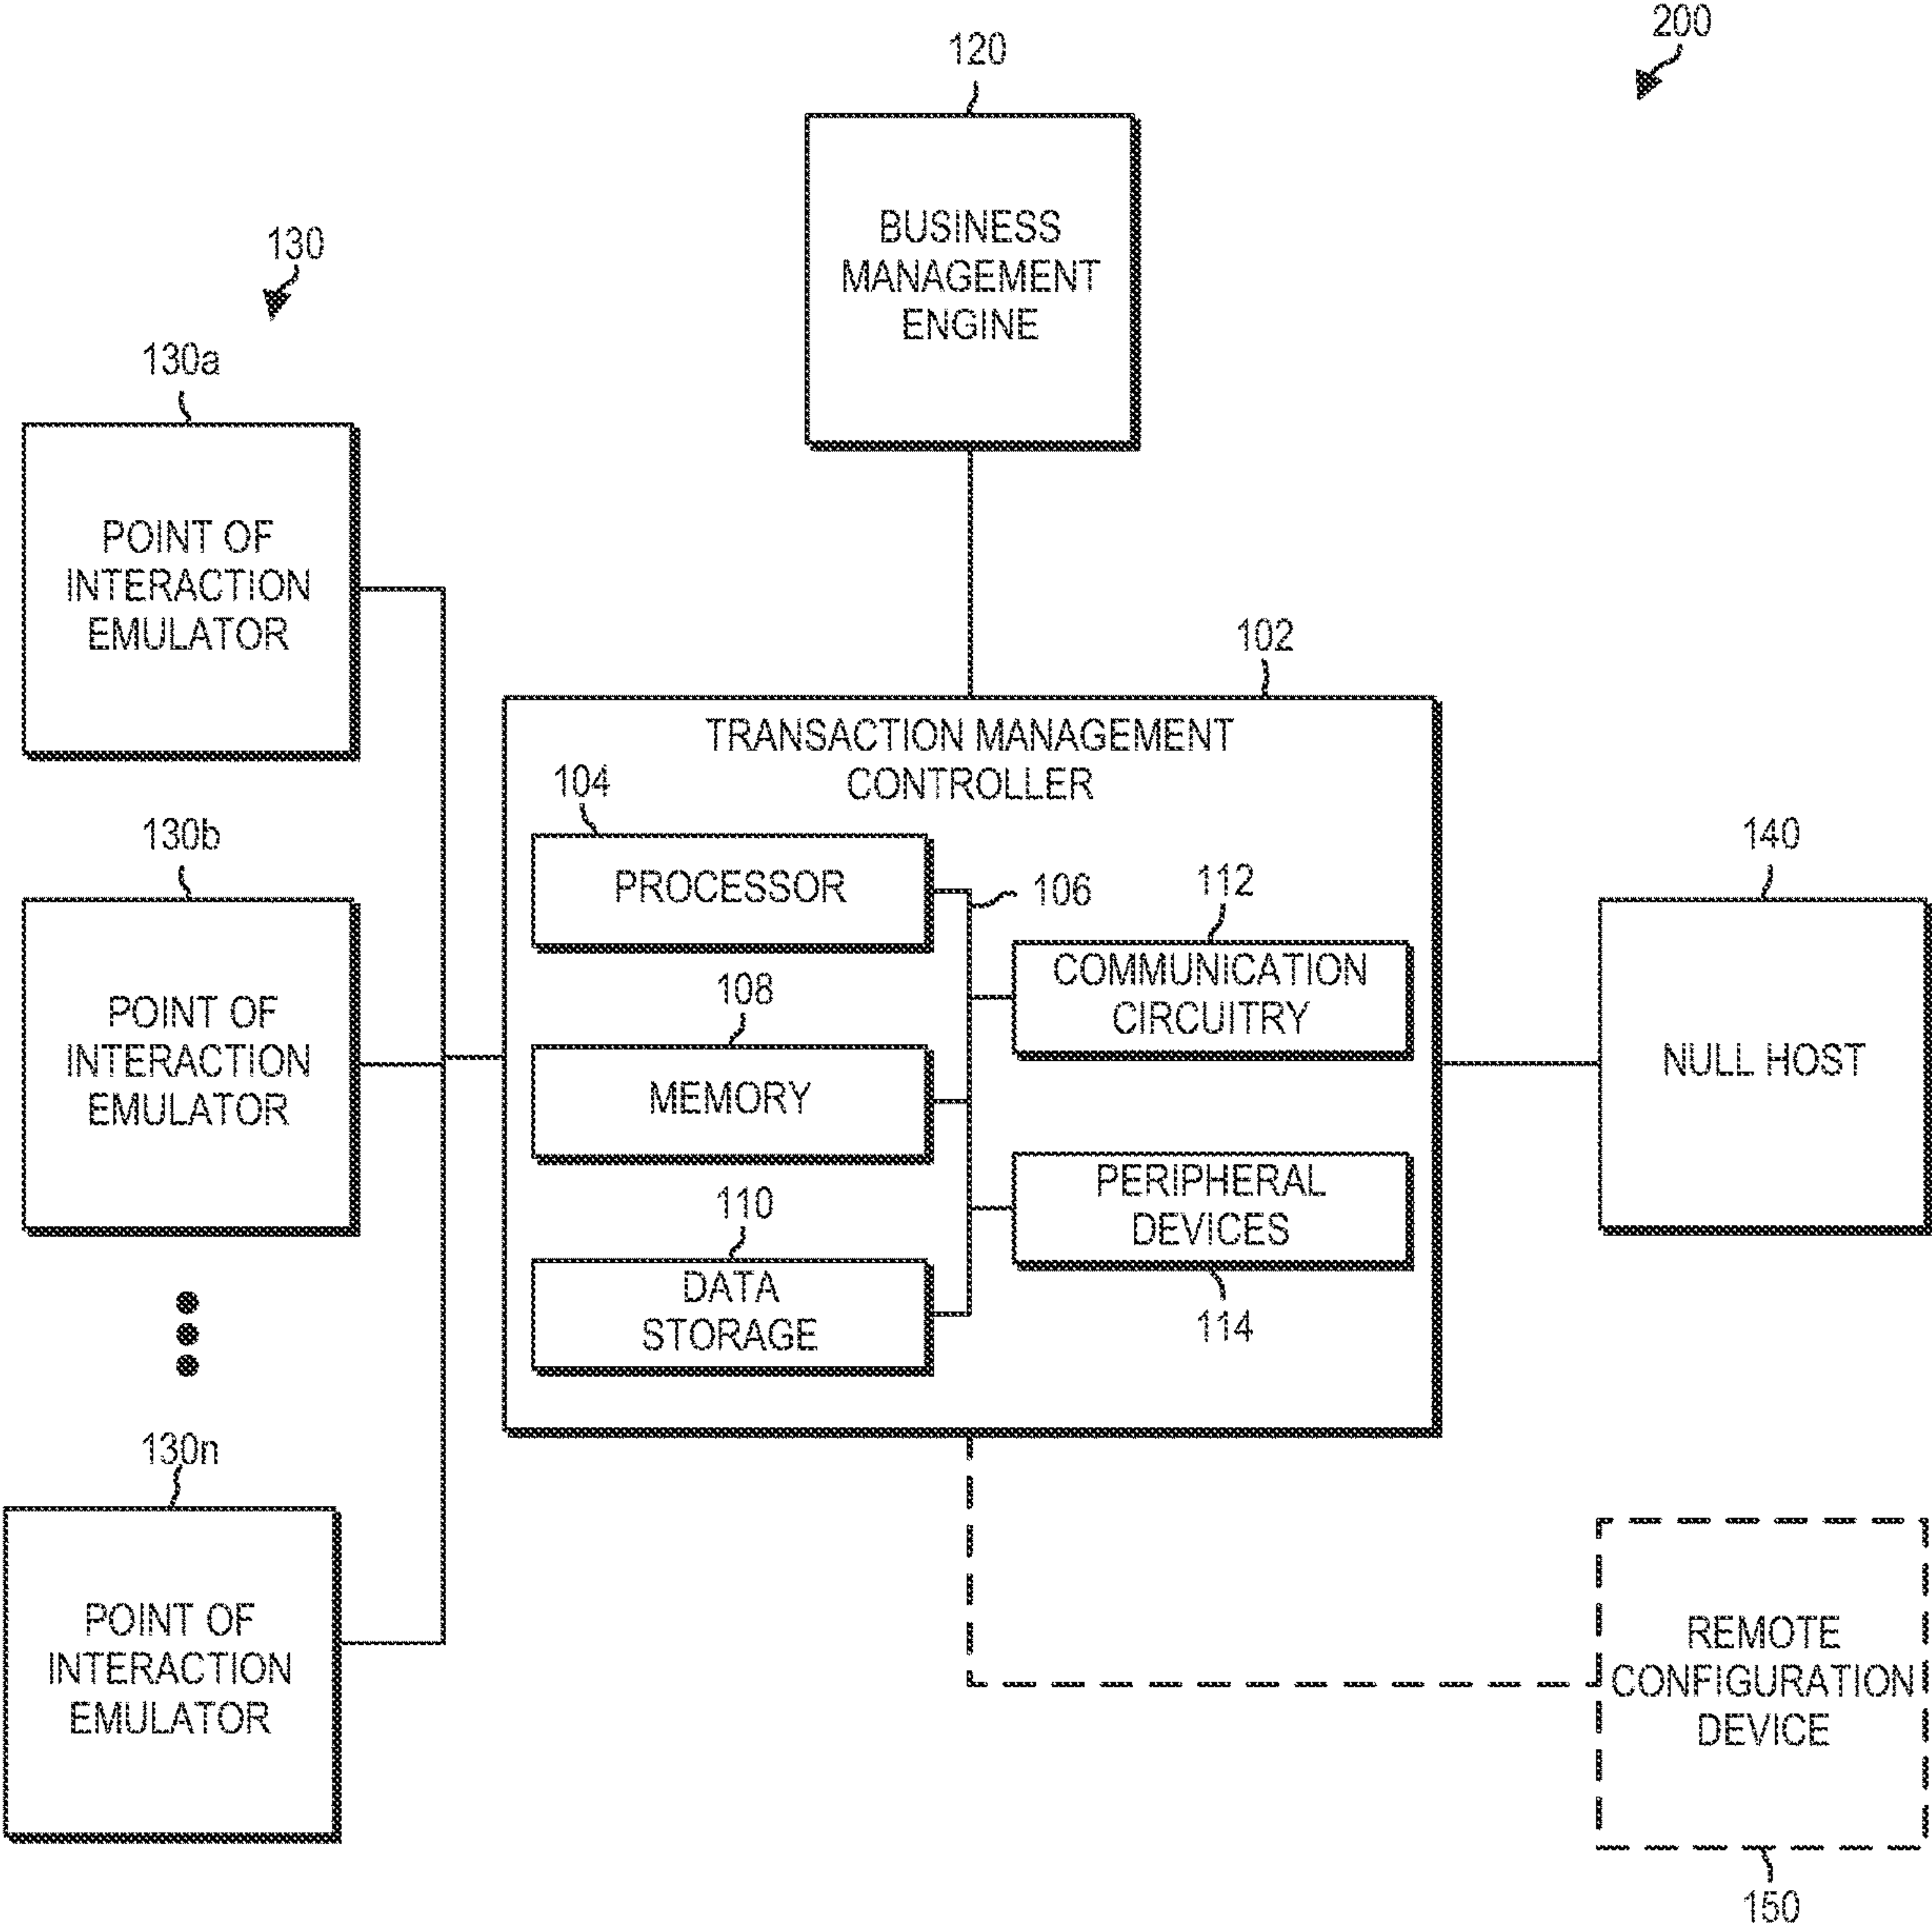 200
120
BUSINESS
MANAGEMENT
ENGINE
130
130a
POINT OF
INTERACTION
EMULATOR
130b
POINT OF
INTERACTION
EMULATOR
130n
POINT OF
INTERACTION
EMULATOR
102
TRANSACTION MANAGEMENT
CONTROLLER
104
PROCESSOR
106
108
MEMORY
110
DATA
STORAGE
112
COMMUNICATION
CIRCUITRY
PERIPHERAL
DEVICES
114
140
NULL HOST
REMOTE
CONFIGURATION
DEVICE
150